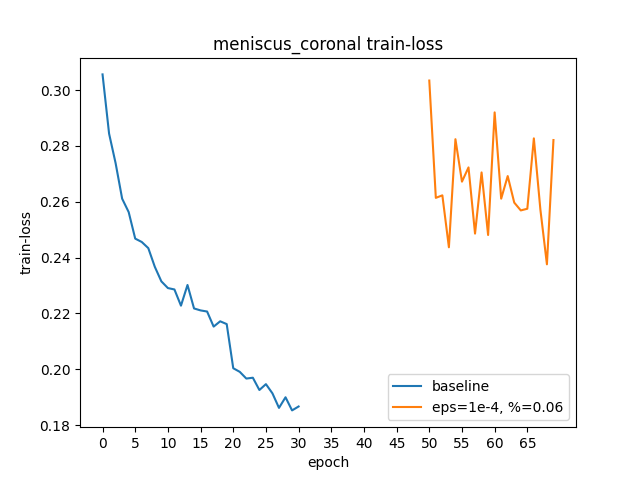 meniscus_coronal train-loss
train-loss
0.30
0.28
0.26
0.24
0.22
0.20
0.18
baseline
eps=1e-4, %=0.06
0 5 10 15 20 25 30 35 40 45 50 55 60 65
epoch